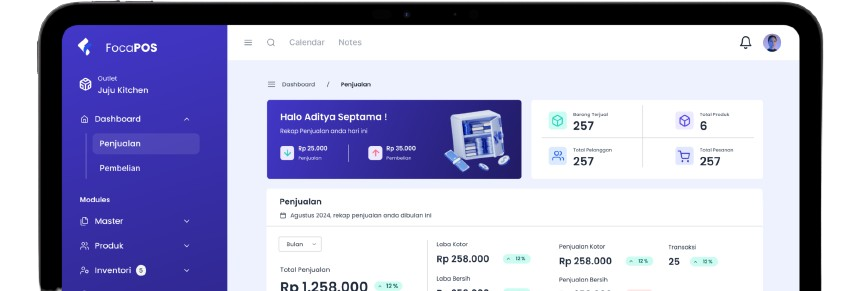 FocaPOS
Calendar
Notes
Outlet
Juju Kitchen
Dashboard
Penjualan
Pembelian
Modules
Master
Produk
Inventori 5
Dashboard / Penjualan
Halo Aditya Septama !
Rekap Penjualan anda hari ini
Rp 25.000
Penjualan
Rp 35.000
Pembelian
Barang Terjual
257
Total Produk
6
Total Pelanggan
257
Total Pesanan
257
Penjualan
Agustus 2024, rekap penjualan anda dibulan ini
Bulan
Total Penjualan
Rp 1.258.000 12%
Laba Kotor
Rp 258.000 12%
Laba Bersih
Penjualan Kotor
Rp 258.000 12%
Penjualan Bersih
Transaksi
25 12%